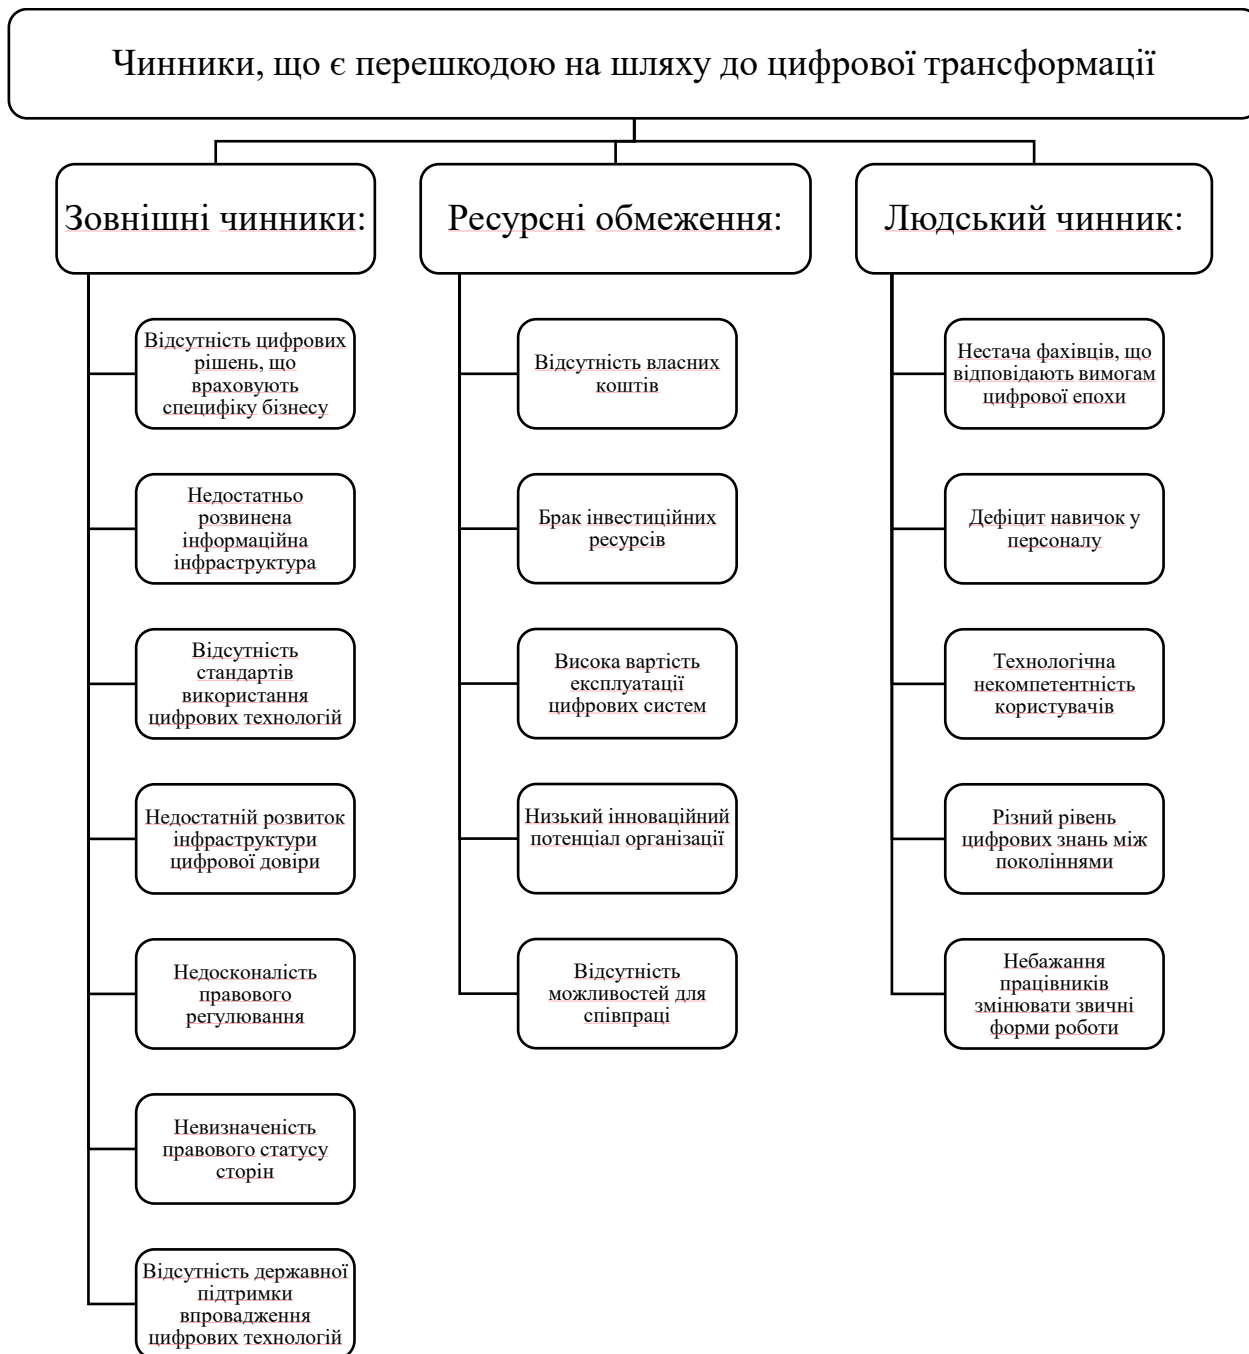 Чинники, що є перешкодою на шляху до цифрової трансформації
Зовнішні чинники:
Відсутність цифрових
рішень, що
враховують
специфіку бізнесу
Недостатньо
розвинена
інформаційна
інфраструктура
Відсутність
стандартів
використання
цифрових технологій
Недостатній розвиток
інфраструктури
цифрової довіри
Недосконалість
правового
регулювання
Невизначеність
правового статусу
сторін
Відсутність державної
підтримки
впровадження
цифрових технологій
Ресурсні обмеження:
Відсутність власних
коштів
Брак інвестиційних
ресурсів
Висока вартість
експлуатації
цифрових систем
Низький інноваційний
потенціал організації
Відсутність
можливостей для
співпраці
Людський чинник:
Нестача фахівців, що
відповідають вимогам
цифрової епохи
Дефіцит навичок у
персоналу
Технологічна
некомпетентність
користувачів
Різний рівень
цифрових знань між
поколіннями
Небажання
працівників
змінювати звичні
форми роботи